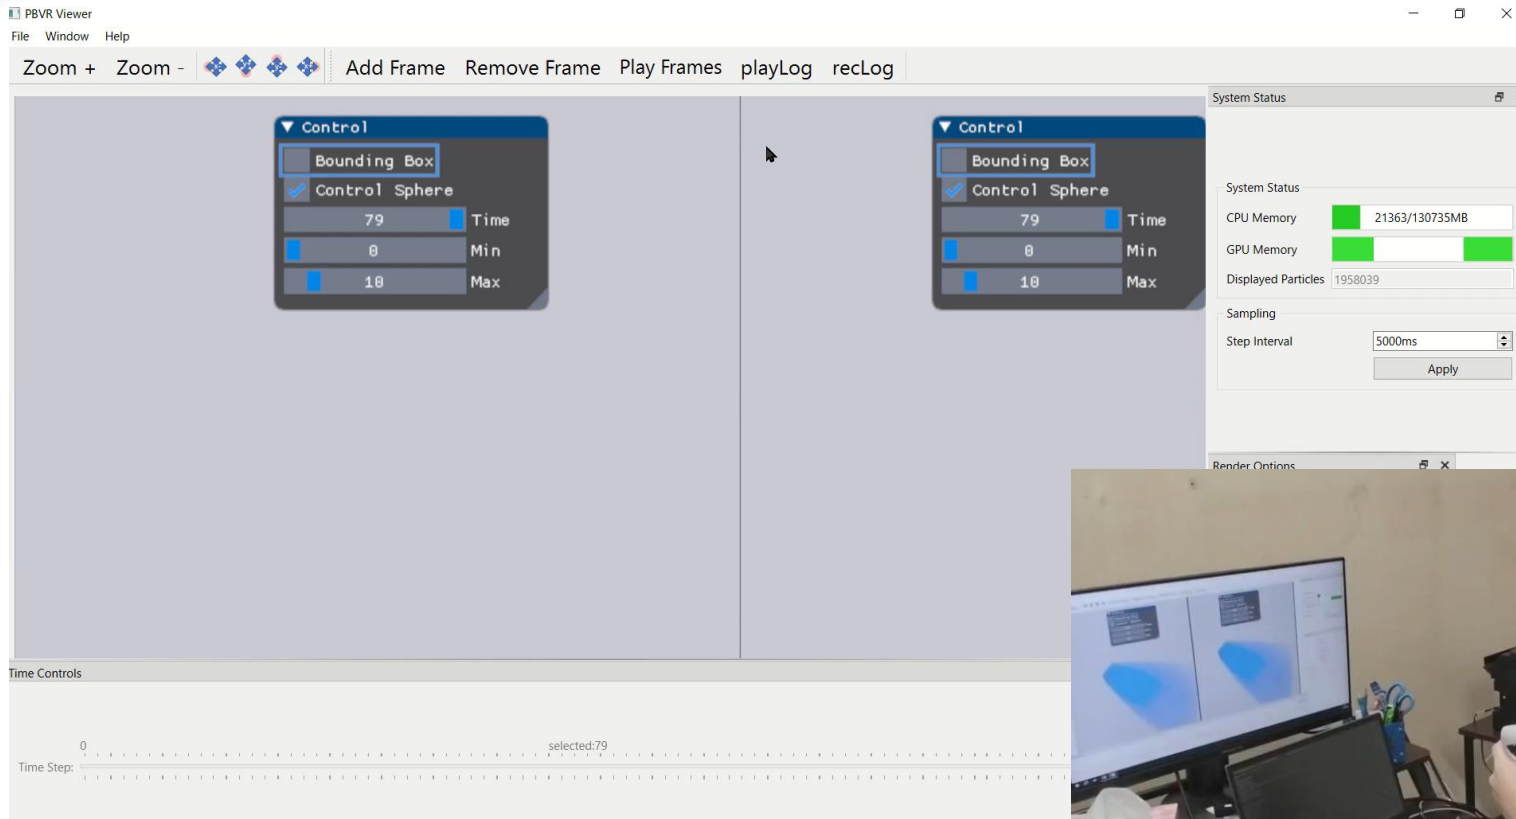 PBVR Viewer
File Window Help
Zoom + Zoom - Add Frame Remove Frame Play Frames playLog recLog
System Status
Control
Bounding Box
Control Sphere
79 Time
0 Min
10 Max
Control
Bounding Box
Control Sphere
79 Time
0 Min
10 Max
System Status
CPU Memory 21363/130735MB
GPU Memory
Displayed Particles 1958039
Sampling
Step Interval 5000ms
Apply
Render Options
Time Controls
0 selected:79
Time Step: